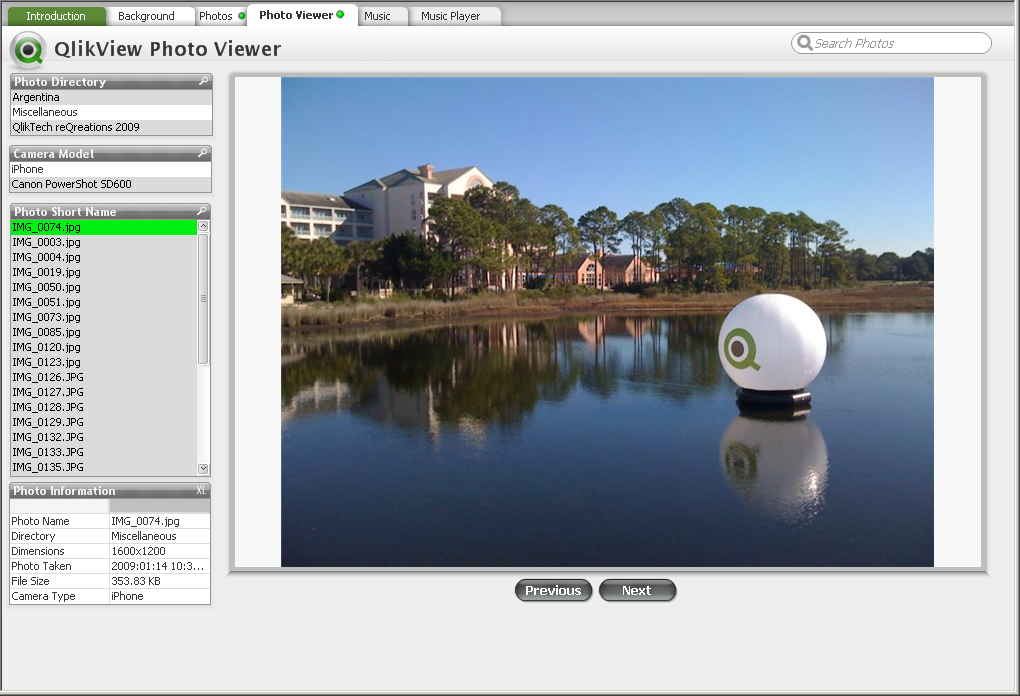 Introduction
Background
Photos
Photo Viewer
Music
Music Player
QlikView Photo Viewer
Search Photos
Photo Directory
Argentina
Miscellaneous
QlikTech reQreations 2009
Camera Model
iPhone
Canon PowerShot SD600
Photo Short Name
IMG_0074.jpg
IMG_0003.jpg
IMG_0004.jpg
IMG_0019.jpg
IMG_0050.jpg
IMG_0051.jpg
IMG_0073.jpg
IMG_0085.jpg
IMG_0120.jpg
IMG_0123.jpg
IMG_0126.JPG
IMG_0127.JPG
IMG_0128.JPG
IMG_0129.JPG
IMG_0132.JPG
IMG_0133.JPG
IMG_0135.JPG
Photo Information XL
Photo Name IMG_0074.jpg
Directory Miscellaneous
Dimensions 1600x1200
Photo Taken 2009:01:14 10:3...
File Size 353.83 KB
Camera Type iPhone
Previous
Next